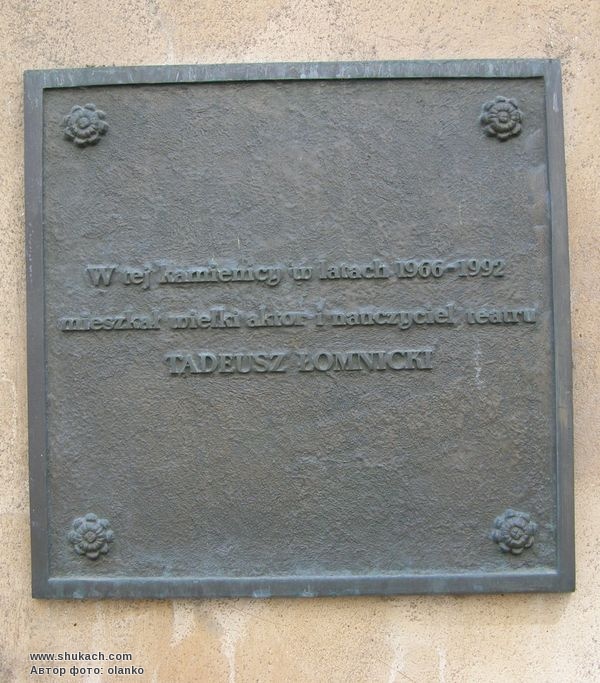 W tej kamienicy w latach 1966-1992
mieszkał wielki aktor i nauczyciel teatru
TADEUSZ ŁOMNICKI
www.shukach.com
Автор фото: olanko